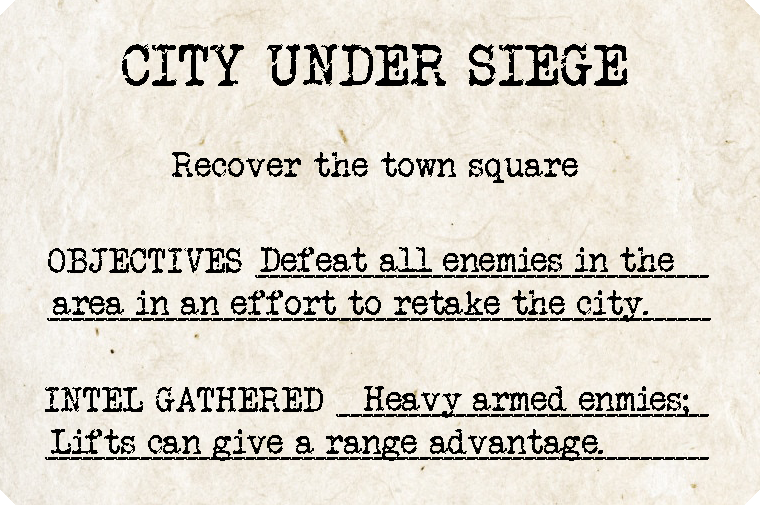 CITY UNDER SIEGE
Recover the town square
OBJECTIVES Defeat all enemies in the
area in an effort to retake the city.
INTEL GATHERED Heavy armed enmies;
Lifts can give a range advantage.